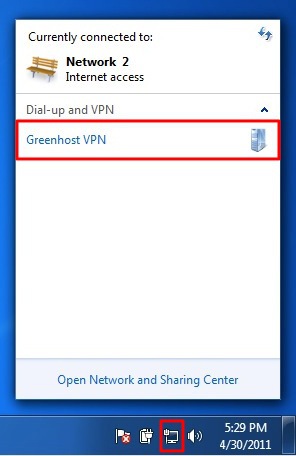 Currently connected to:
Network 2
Internet access
Dial-up and VPN
Greenhost VPN
Open Network and Sharing Center
5:29 PM
4/30/2011